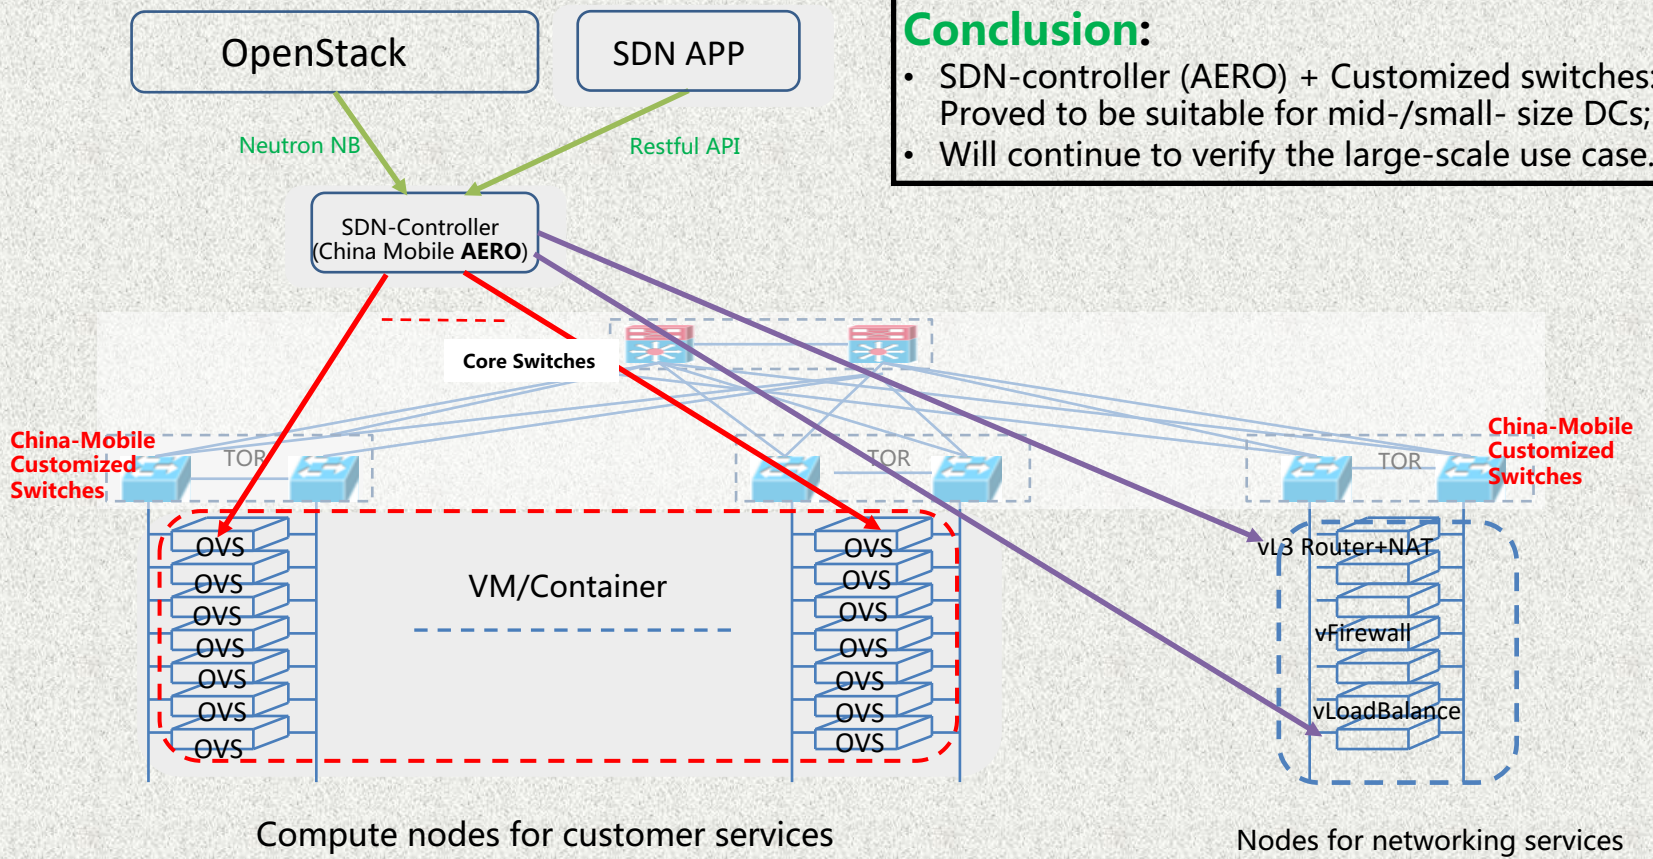 OpenStack
SDN APP
Conclusion:
• SDN-controller (AERO) + Customized switches:
Proved to be suitable for mid-/small- size DCs;
• Will continue to verify the large-scale use case.
Neutron NB
Restful API
SDN-Controller
(China Mobile AERO)
Core Switches
China-Mobile
Customized
Switches
TOR
TOR
TOR
China-Mobile
Customized
Switches
OVS
OVS
OVS
OVS
OVS
OVS
OVS
VM/Container
OVS
OVS
OVS
OVS
OVS
OVS
OVS
vL3 Router+NAT
vFirewall
vLoadBalance
Compute nodes for customer services
Nodes for networking services